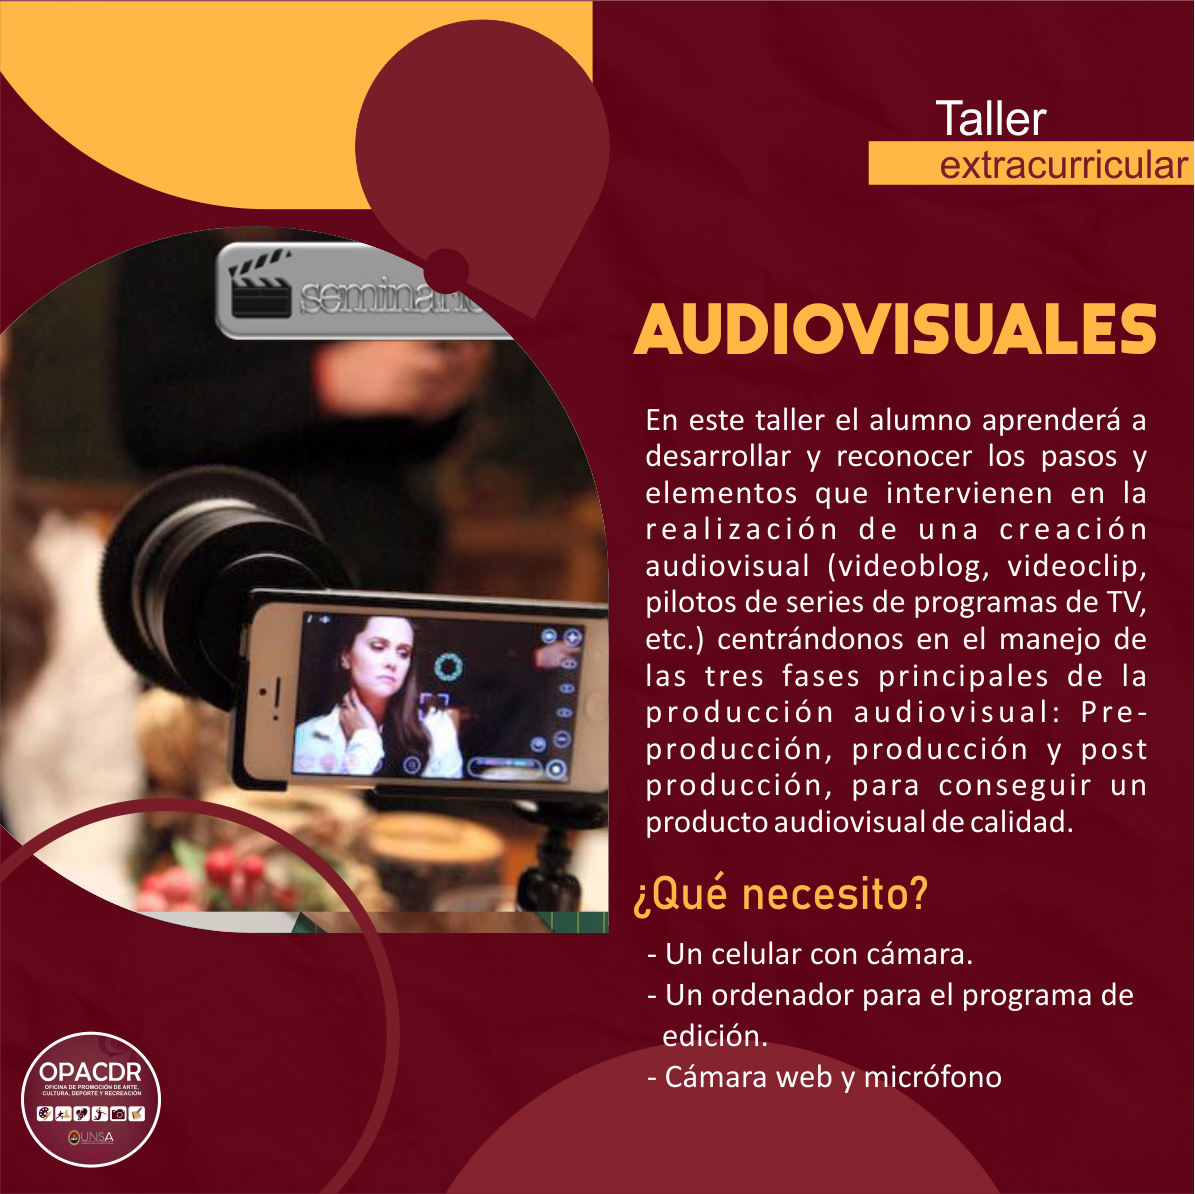 Taller
extracurricular
seminario
AUDIOVISUALES
En este taller el alumno aprenderá a
desarrollar y reconocer los pasos y
elementos que intervienen en la
realización de una creación
audiovisual (videoblog, videoclip,
pilotos de series de programas de TV,
etc.) centrándonos en el manejo de
las tres fases principales de la
producción audiovisual: Pre-
producción, producción y post
producción, para conseguir un
producto audiovisual de calidad.
¿Qué necesito?
- Un celular con cámara.
- Un ordenador para el programa de
edición.
- Cámara web y micrófono
OPACDR
OFICINA DE PROMOCIÓN DE ARTE,
CULTURA, DEPORTE Y RECREACIÓN
UNSA